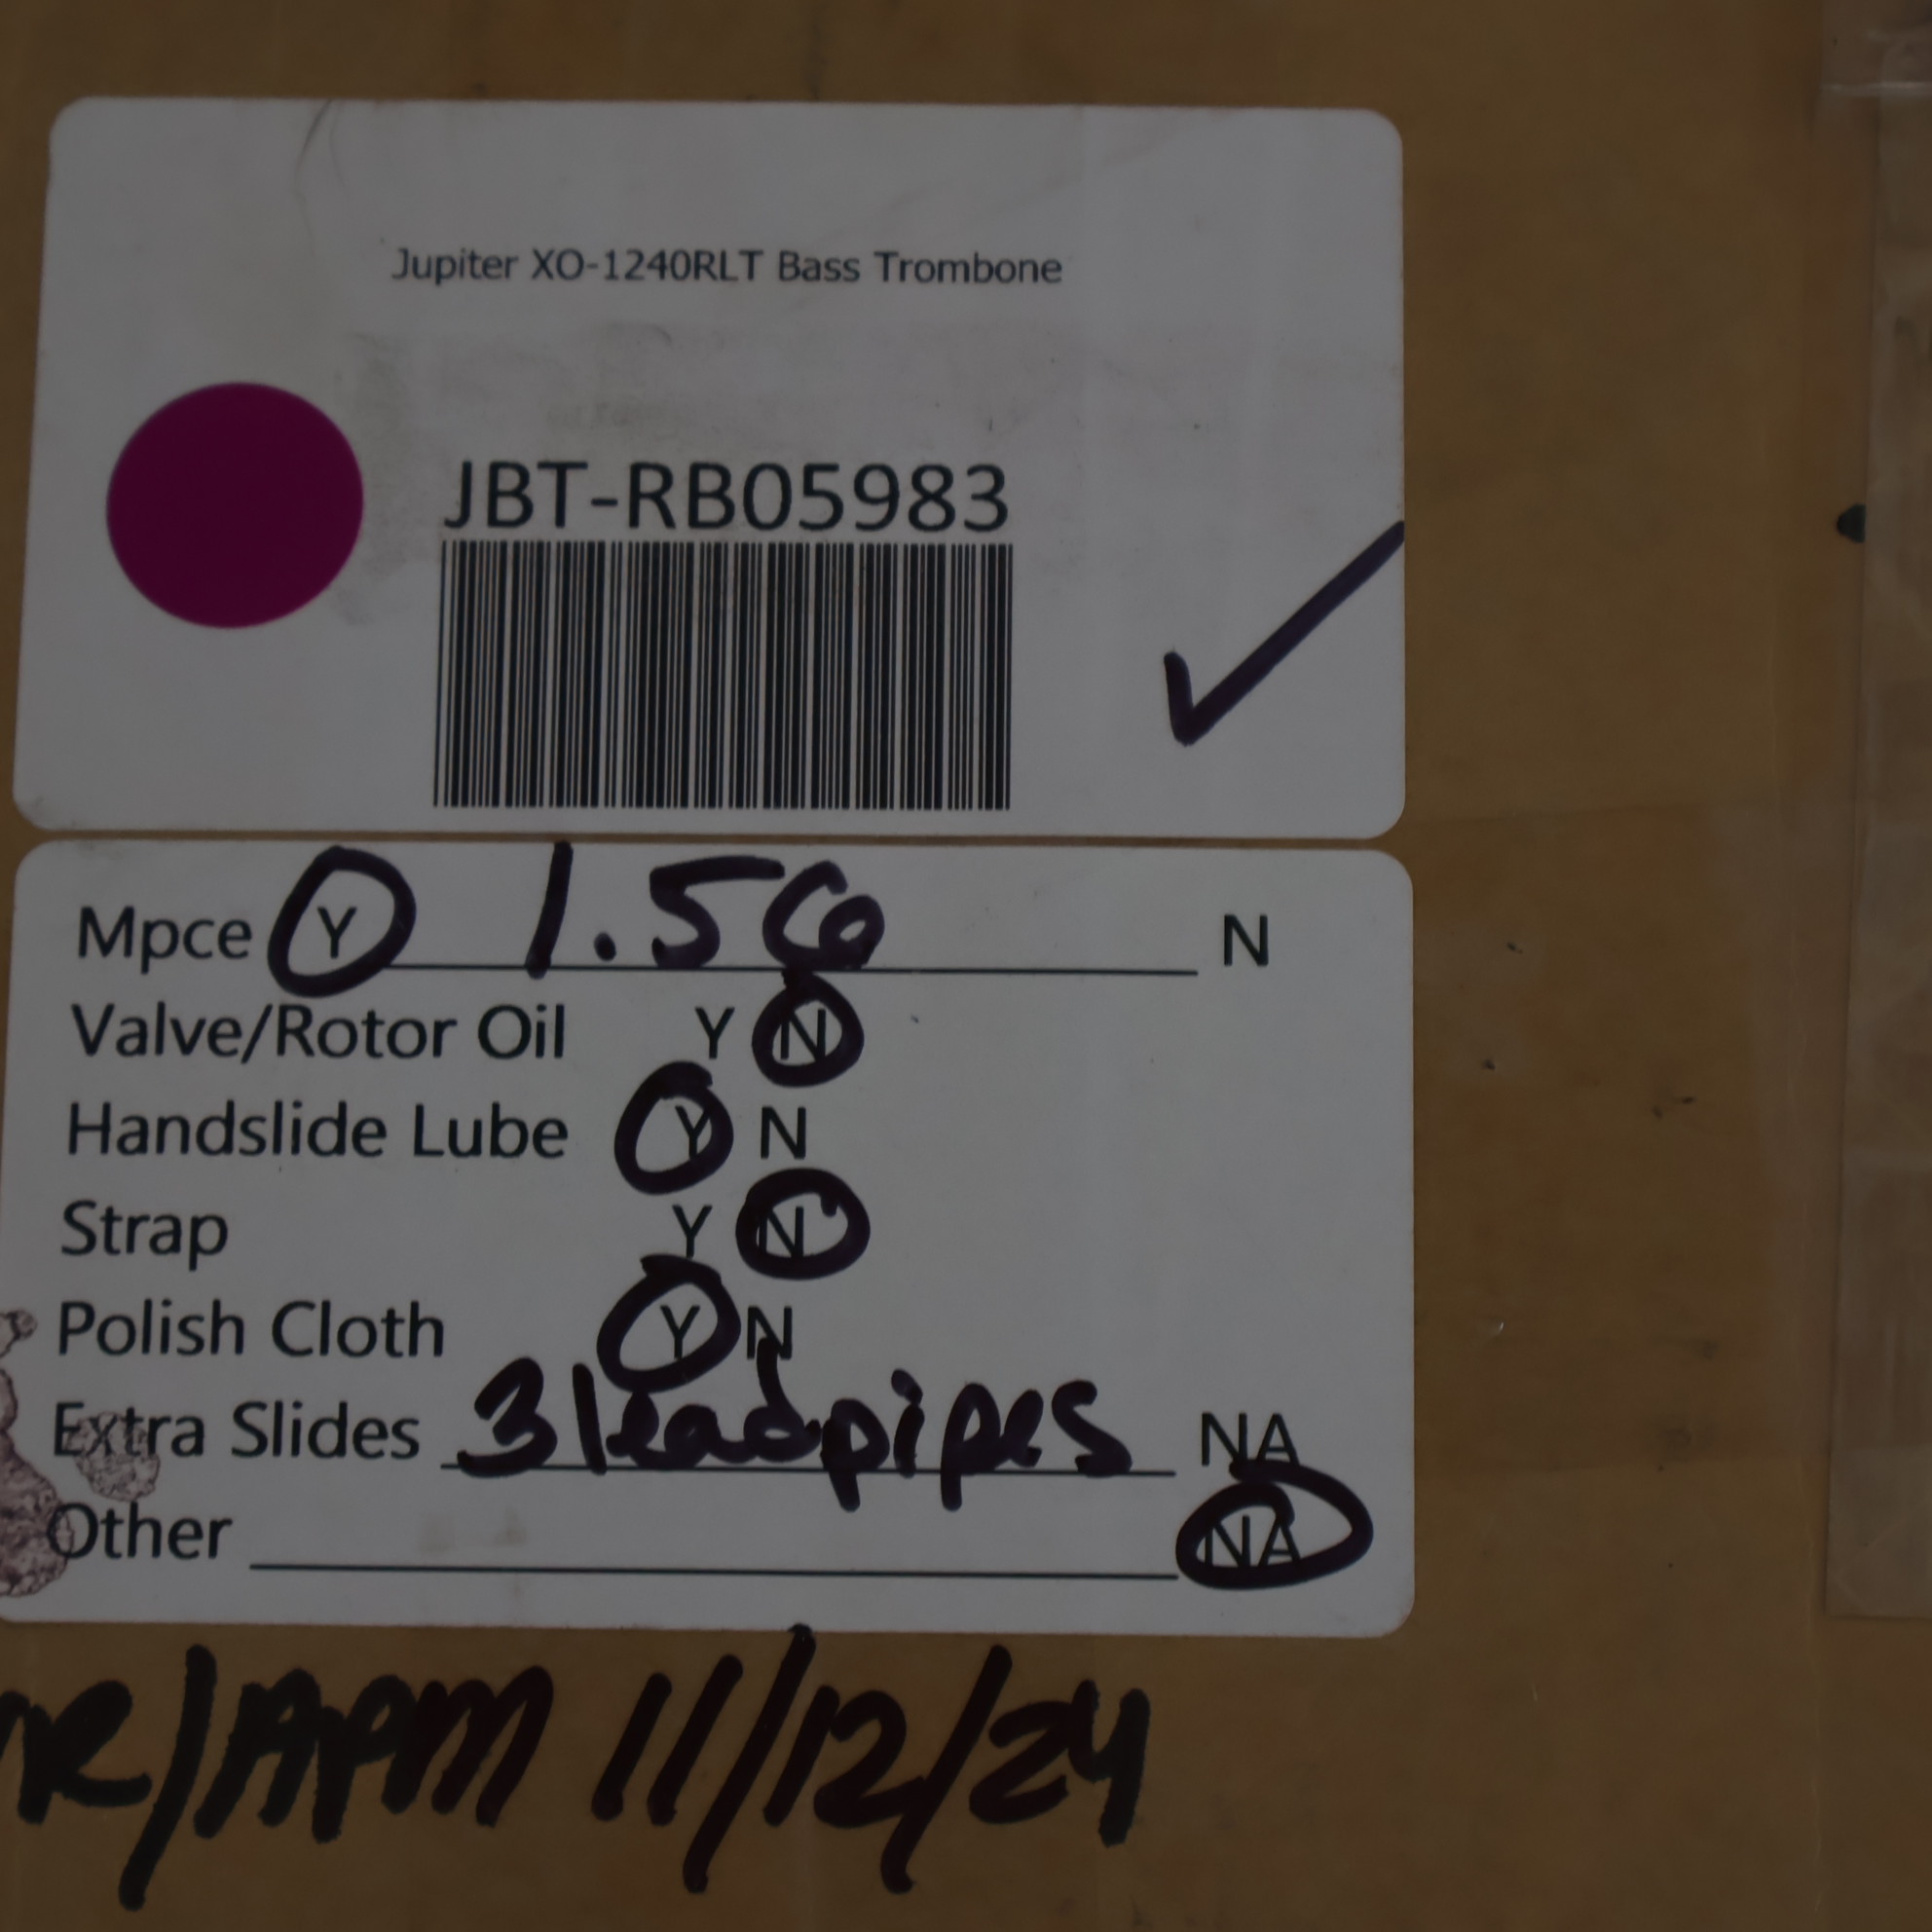 Jupiter XO-1240RLT Bass Trombone
JBT-RB05983
Mpce Y 1.5G N
Valve/Rotor Oil Y N
Handslide Lube Y N
Strap Y N
Polish Cloth Y N
Extra Slides 3 leadpipes NA
Other NA
/APM 11/12/24